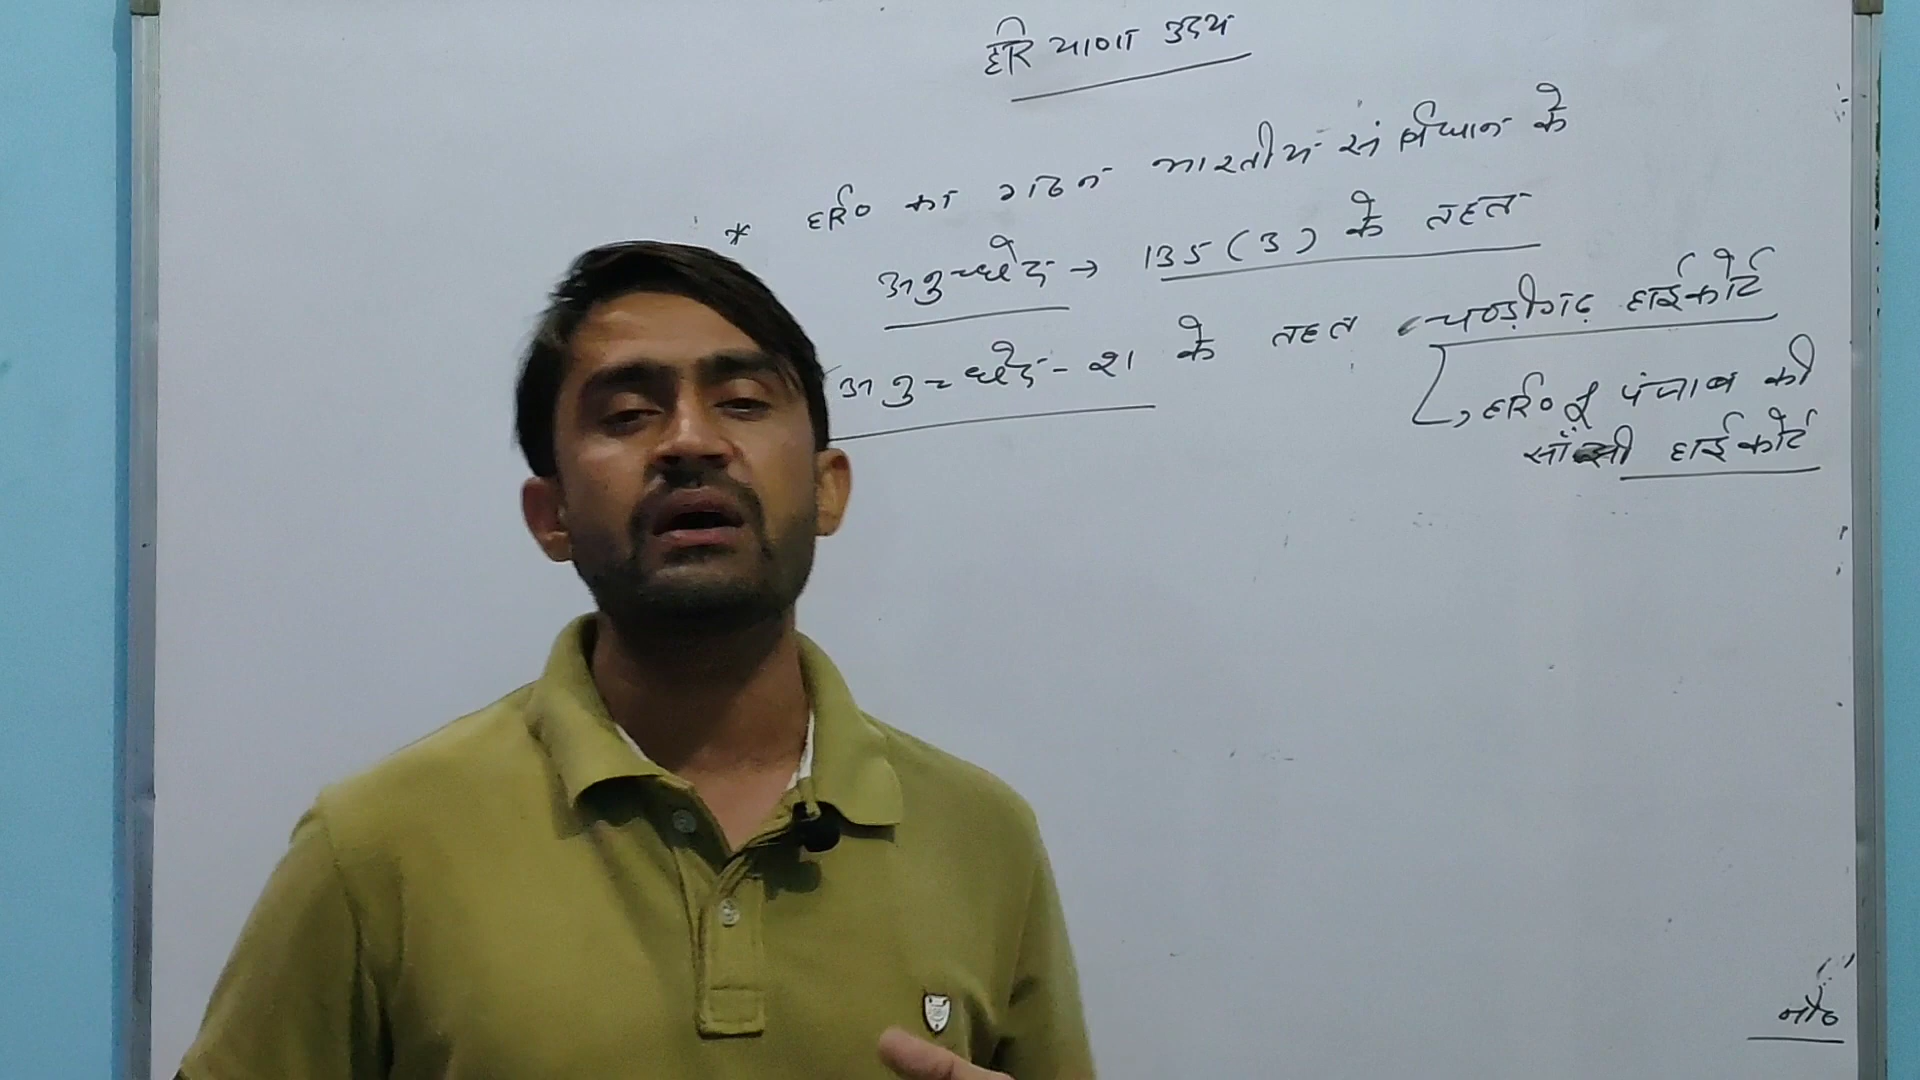 हरियाणा उदय
* हरि० का गठन भारतीय संविधान के
अनुच्छेद → 135 (3) के तहत
अनुच्छेद - 21 के तहत चण्डीगढ़ हाईकोर्ट
→ हरि० व पंजाब की
सांझी हाईकोर्ट
नोट